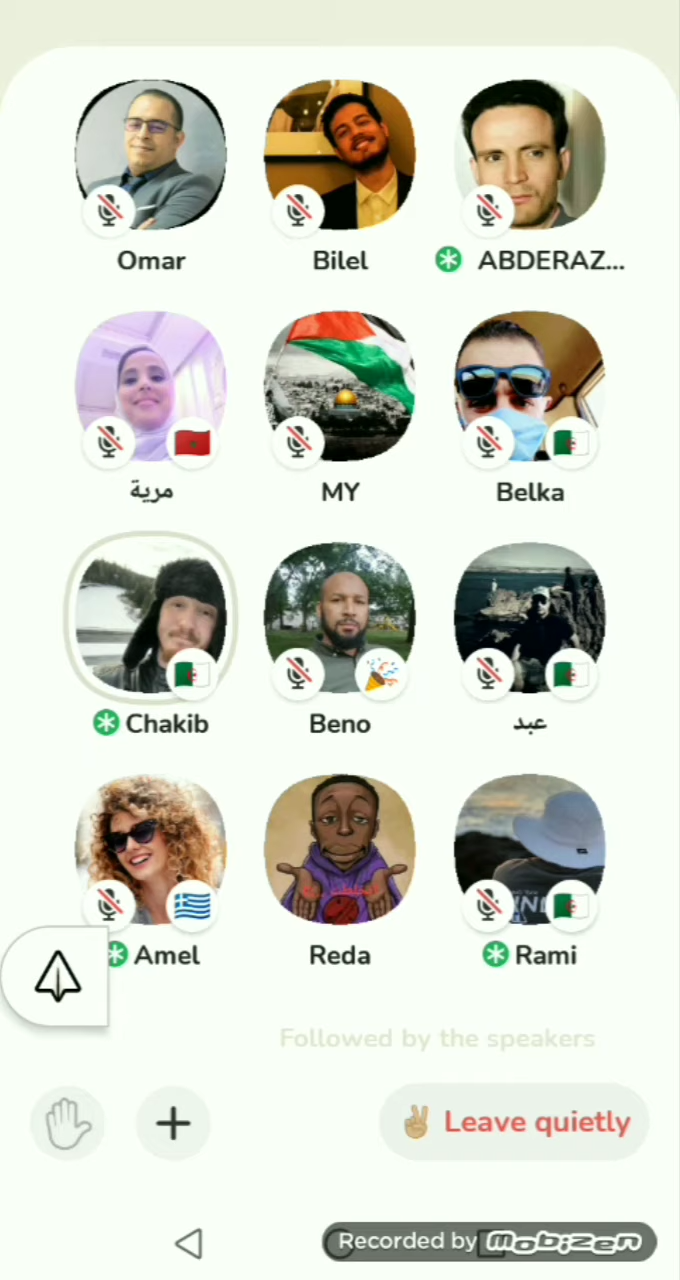 Omar
Bilel
ABDERAZ...
مرية
MY
Belka
Chakib
Beno
عبد
Amel
Reda
Rami
Followed by the speakers
Leave quietly
Recorded by mobizen